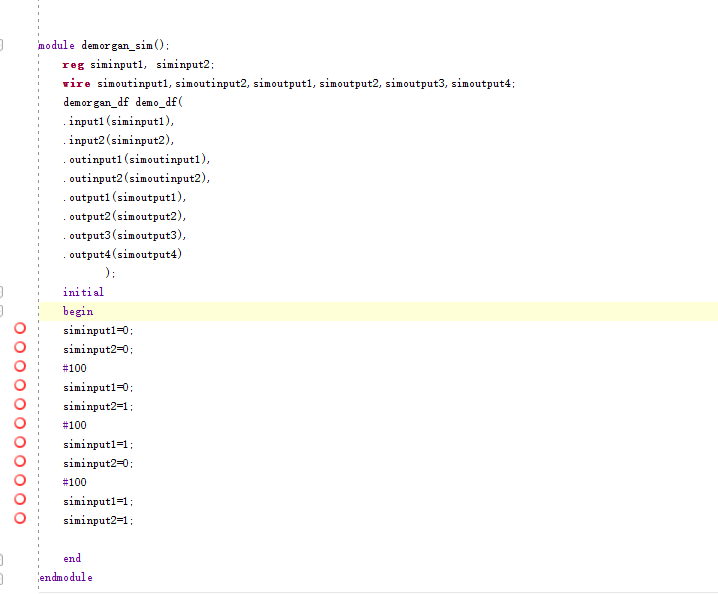 module demorgan_sim();
reg siminput1, siminput2;
wire simoutinput1,simoutinput2,simoutput1,simoutput2,simoutput3,simoutput4;
demorgan_df demo_df(
.input1(siminput1),
.input2(siminput2),
.outinput1(simoutinput1),
.outinput2(simoutinput2),
.output1(simoutput1),
.output2(simoutput2),
.output3(simoutput3),
.output4(simoutput4)
);
initial
begin
siminput1=0;
siminput2=0;
#100
siminput1=0;
siminput2=1;
#100
siminput1=1;
siminput2=0;
#100
siminput1=1;
siminput2=1;
end
endmodule